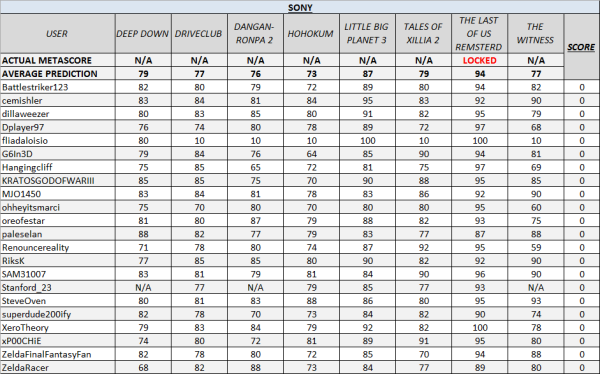 SONY
USER DEEP DOWN DRIVECLUB DANGAN-RONPA 2 HOHOKUM LITTLE BIG PLANET 3 TALES OF XILLIA 2 THE LAST OF US REMSTERD THE WITNESS SCORE
ACTUAL METASCORE N/A N/A N/A N/A N/A N/A LOCKED N/A
AVERAGE PREDICTION 79 77 76 73 87 79 94 77
Battlestriker123 82 80 79 72 89 80 94 82 0
cemishler 83 84 81 84 95 83 92 90 0
dillaweezer 80 83 85 80 91 82 95 79 0
Dplayer97 76 74 80 78 89 72 97 68 0
fliadaloisio 80 10 10 10 100 10 100 10 0
G6In3D 79 84 76 64 85 90 94 81 0
Hangingcliff 75 85 65 72 81 75 97 69 0
KRATOSGODOFWARIII 85 85 75 70 90 88 95 85 0
MJO1450 83 84 81 78 83 86 92 90 0
ohheyitsmarci 75 70 80 70 80 80 95 60 0
oreofestar 81 80 87 79 88 82 93 75 0
paleselan 88 82 77 79 83 77 87 88 0
Renouncereality 71 78 80 74 87 92 95 59 0
RiksK 77 85 85 80 90 82 92 90 0
SAM31007 83 81 79 81 84 90 90 90 0
Stanford_23 N/A 77 N/A 79 85 77 93 N/A 0
SteveOven 80 81 83 88 86 80 95 93 0
superdude200ify 82 78 70 73 84 82 90 74 0
XeroTheory 79 83 84 79 92 82 100 78 0
xP00CHiE 74 80 72 81 89 91 95 80 0
ZeldaFinalFantasyFan 82 78 80 72 85 70 94 88 0
ZeldaRacer 68 82 88 73 84 77 89 80 0